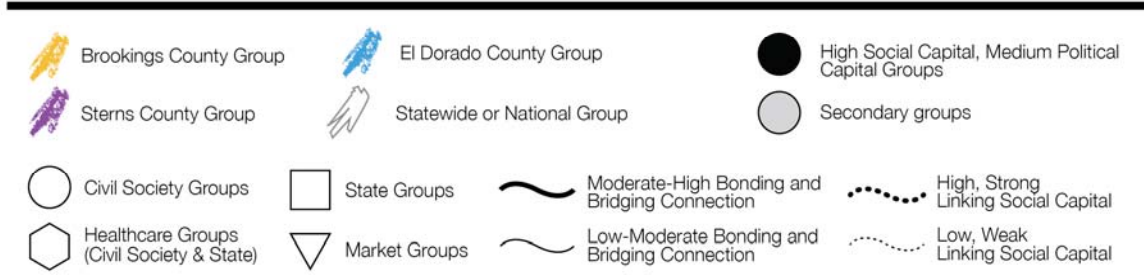 Brookings County Group
El Dorado County Group
High Social Capital, Medium Political
Capital Groups
Sterns County Group
Statewide or National Group
Secondary groups
Civil Society Groups
State Groups
Moderate-High Bonding and
Bridging Connection
High, Strong
Linking Social Capital
Healthcare Groups
(Civil Society & State)
Market Groups
Low-Moderate Bonding and
Bridging Connection
Low, Weak
Linking Social Capital